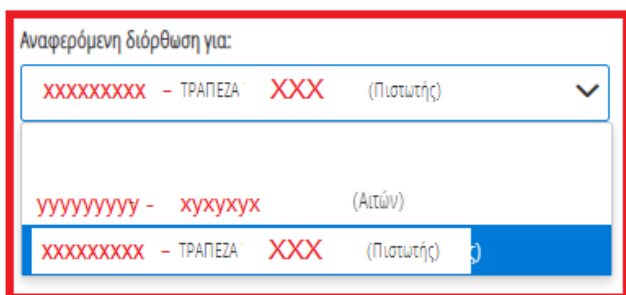 Αναφερόμενη διόρθωση για:
xxxxxxxxx – ΤΡΑΠΕΖΑ XXX (Πιστωτής)
yyyyyyyyy - xyxyxyx (Αιτών)
xxxxxxxxx – ΤΡΑΠΕΖΑ XXX (Πιστωτής) ς)